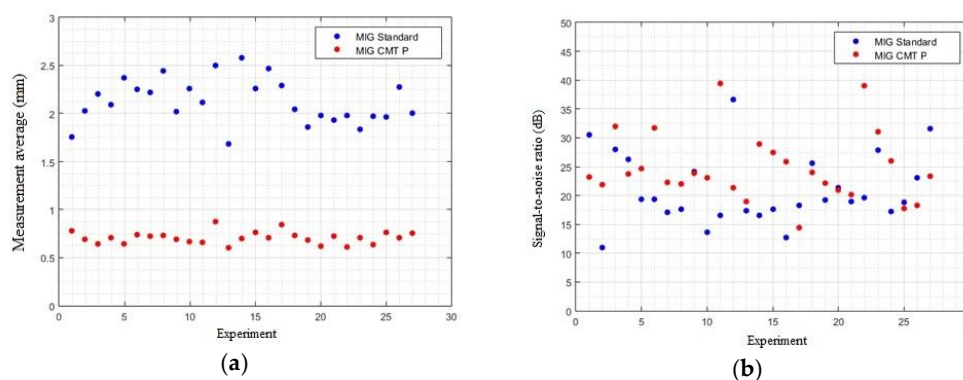 3
2.5
2
1.5
1
0.5
0
0 5 10 15 20 25 30
Measurement average (mm)
Experiment
MIG Standard
MIG CMT P
(a)
50
45
40
35
30
25
20
15
10
5
0
0 5 10 15 20 25
Signal-to-noise ratio (dB)
Experiment
MIG Standard
MIG CMT P
(b)